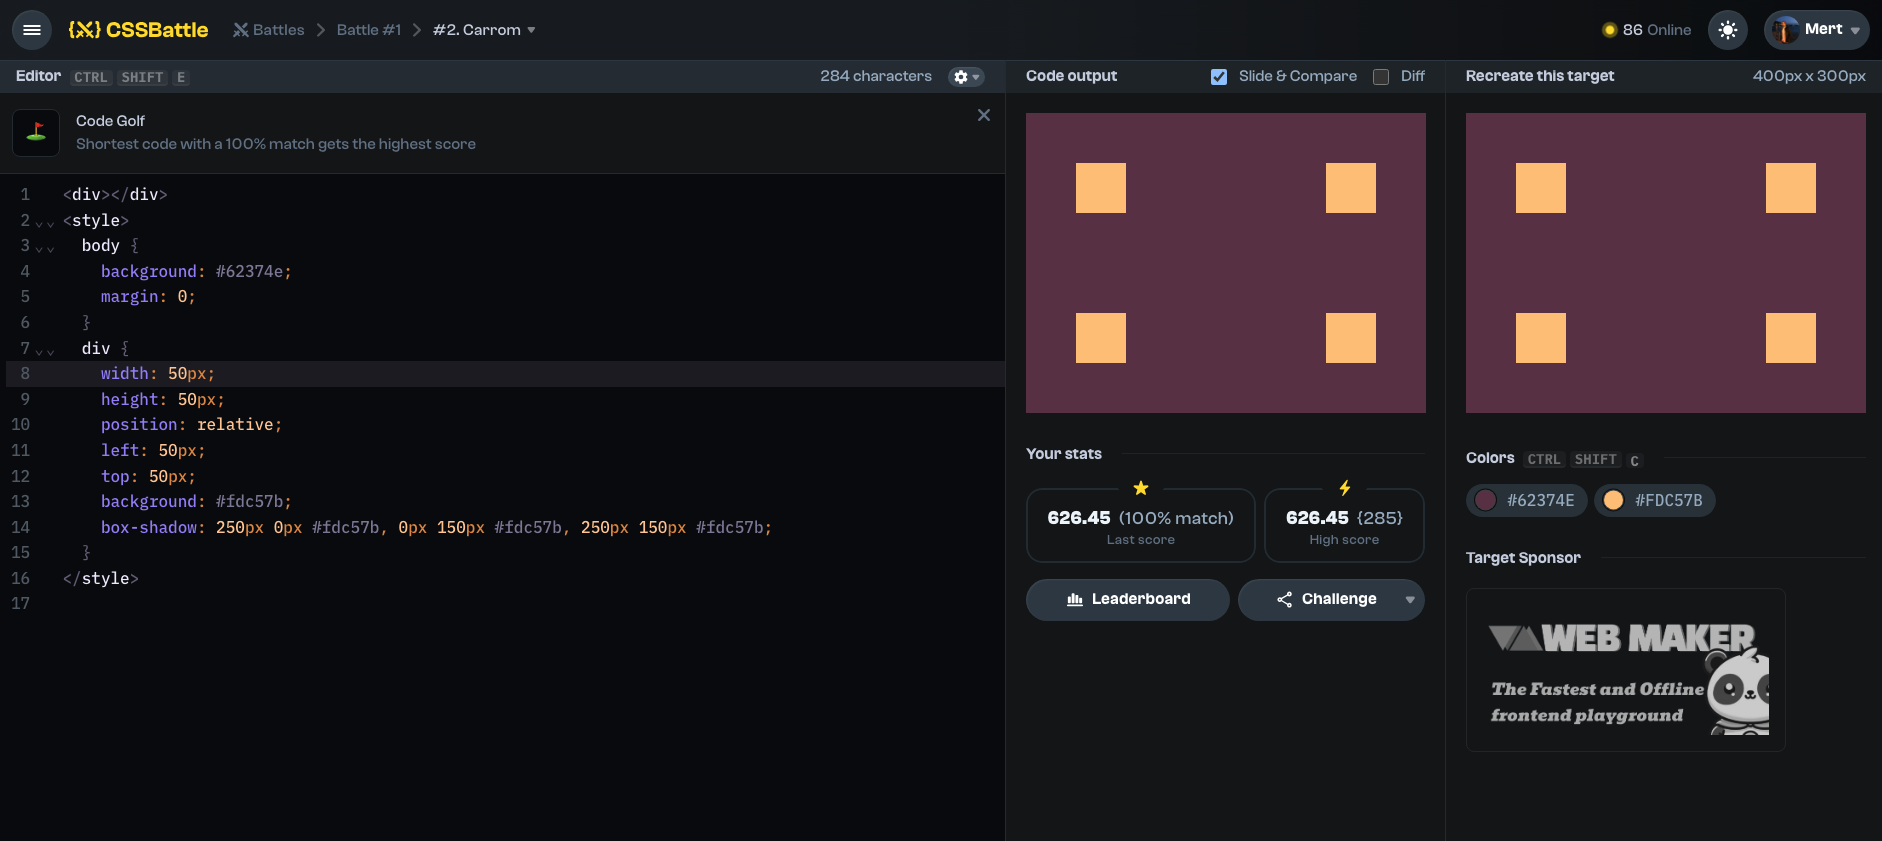 {X} CSSBattle
Battles
Battle #1
#2. Carrom
86 Online
Mert
Editor CTRL SHIFT E
284 characters
Code Golf
Shortest code with a 100% match gets the highest score
1 <div></div>
2 <style>
3 body {
4 background: #62374e;
5 margin: 0;
6 }
7 div {
8 width: 50px;
9 height: 50px;
10 position: relative;
11 left: 50px;
12 top: 50px;
13 background: #fdc57b;
14 box-shadow: 250px 0px #fdc57b, 0px 150px #fdc57b, 250px 150px #fdc57b;
15 }
16 </style>
17
Code output
Slide & Compare
Diff
Your stats
626.45 (100% match)
Last score
626.45 {285}
High score
Leaderboard
Challenge
Recreate this target
400px x 300px
Colors CTRL SHIFT C
#62374E
#FDC57B
Target Sponsor
WEB MAKER
The Fastest and Offline
frontend playground